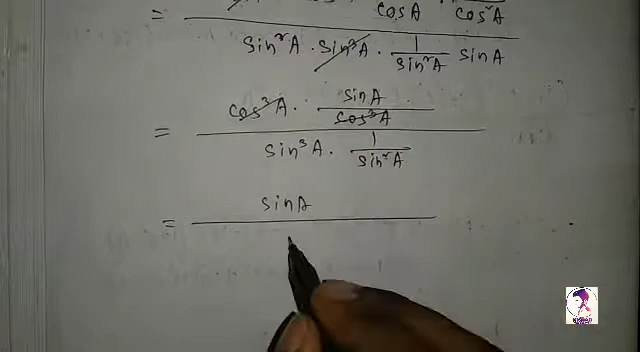 cos A cos²A
= sin²A · sin³A · 1/sin²A sin A
= cos³A · sin A/cos³A
sin³A · 1/sin²A
= sin A